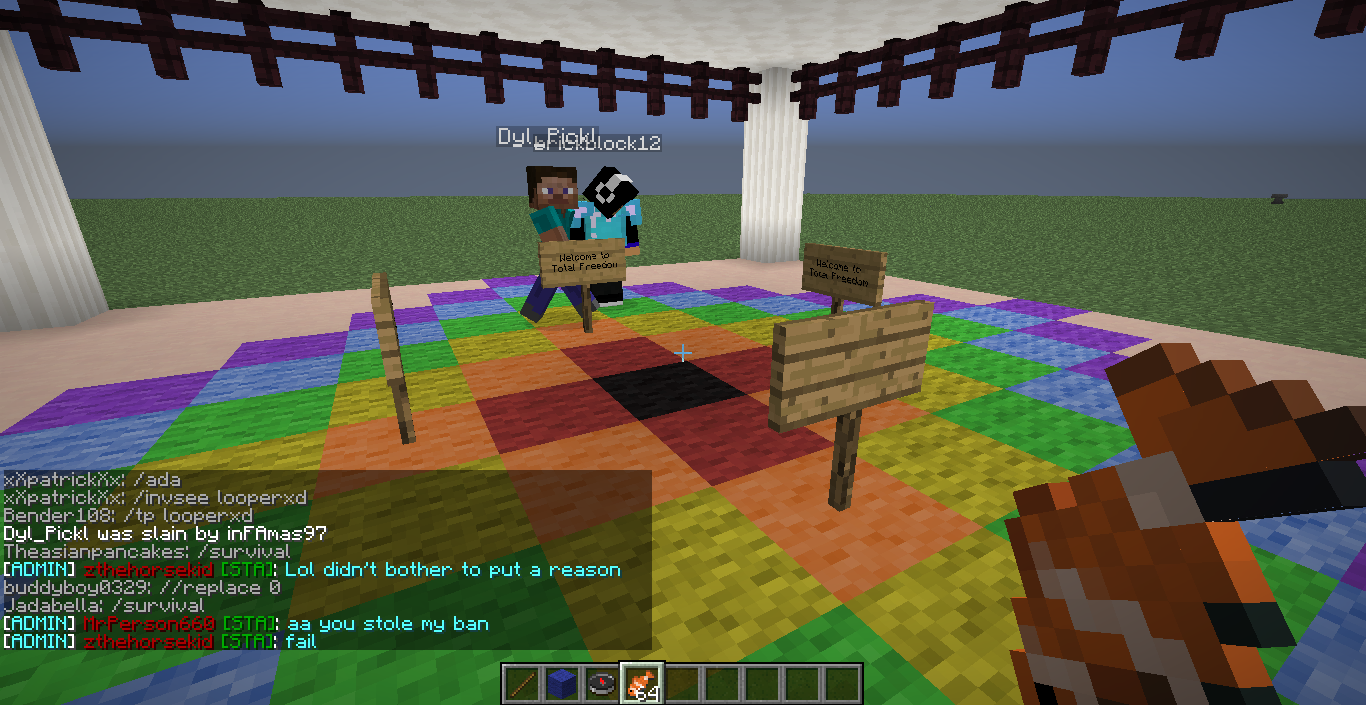 Dyl_Pickl
brickblock12
Welcome to
Total Freedom
Welcome to
Total Freedom
xXpatrickXx: /ada
xXpatrickXx: /invsee looperxd
Bender108: /tp looperxd
Dyl_Pickl was slain by inFAmas97
Theasianpancakes: /survival
[ADMIN] zthehorsekid [STA]: Lol didn't bother to put a reason
buddyboy0329: //replace 0
Jadabella: /survival
[ADMIN] MrPerson660 [STA]: aa you stole my ban
[ADMIN] zthehorsekid [STA]: fail
64